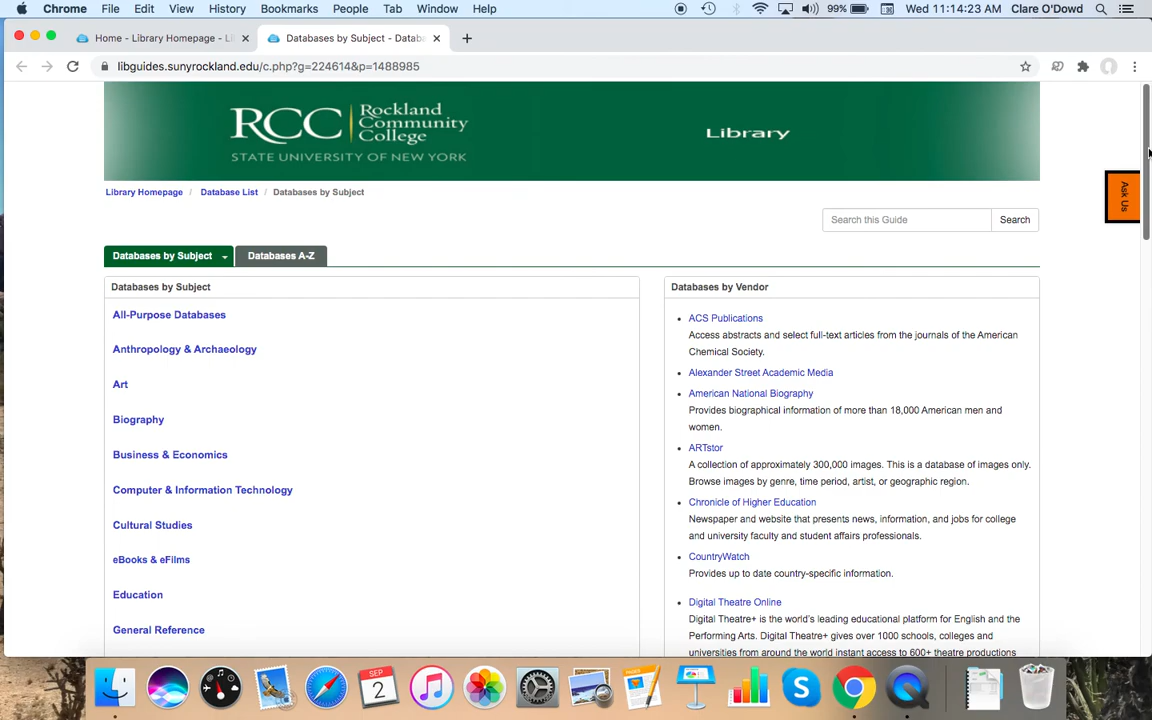 Chrome File Edit View History Bookmarks People Tab Window Help 99% Wed 11:14:23 AM Clare O'Dowd
Home - Library Homepage - Li
Databases by Subject - Databa
libguides.sunyrockland.edu/c.php?g=224614&p=1488985
RCC Rockland Community College
STATE UNIVERSITY OF NEW YORK
Library
Ask Us
Library Homepage / Database List / Databases by Subject
Search this Guide Search
Databases by Subject Databases A-Z
Databases by Subject
All-Purpose Databases
Anthropology & Archaeology
Art
Biography
Business & Economics
Computer & Information Technology
Cultural Studies
eBooks & eFilms
Education
General Reference
Databases by Vendor
ACS Publications
Access abstracts and select full-text articles from the journals of the American
Chemical Society.
Alexander Street Academic Media
American National Biography
Provides biographical information of more than 18,000 American men and
women.
ARTstor
A collection of approximately 300,000 images. This is a database of images only.
Browse images by genre, time period, artist, or geographic region.
Chronicle of Higher Education
Newspaper and website that presents news, information, and jobs for college
and university faculty and student affairs professionals.
CountryWatch
Provides up to date country-specific information.
Digital Theatre Online
Digital Theatre+ is the world's leading educational platform for English and the
Performing Arts. Digital Theatre+ gives over 1000 schools, colleges and
universities from around the world instant access to 600+ theatre productions
SEP
2